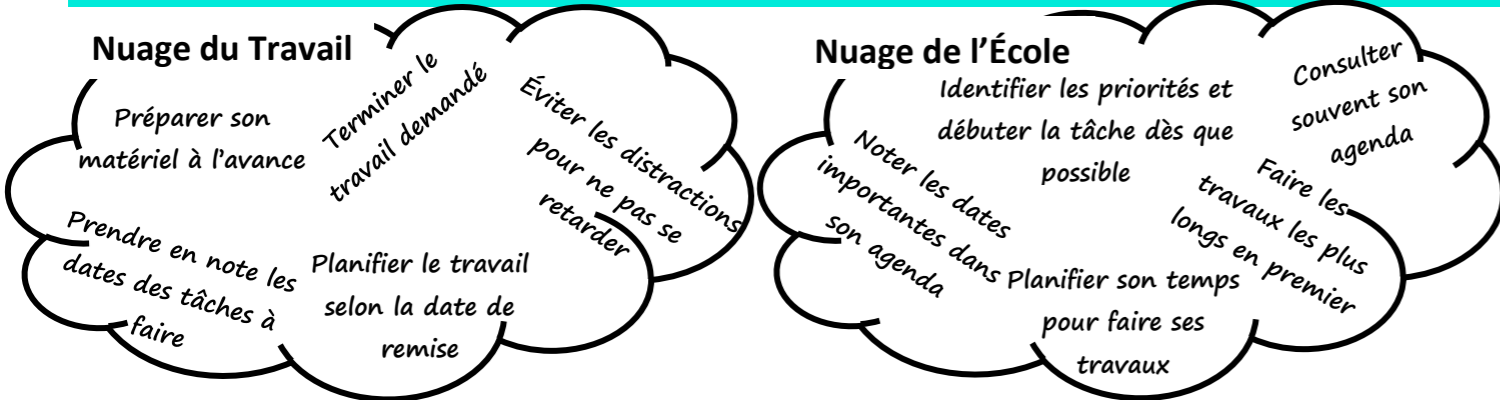 Nuage du Travail
Préparer son
matériel à l'avance
Terminer le
travail demandé
Éviter les distractions
pour ne pas se
retarder
Prendre en note les
dates des tâches à
faire
Planifier le travail
selon la date de
remise
Nuage de l'École
Identifier les priorités et
débuter la tâche dès que
possible
Consulter
souvent son
agenda
Noter les dates
importantes dans
son agenda
Faire les
travaux les plus
longs en premier
Planifier son temps
pour faire ses
travaux